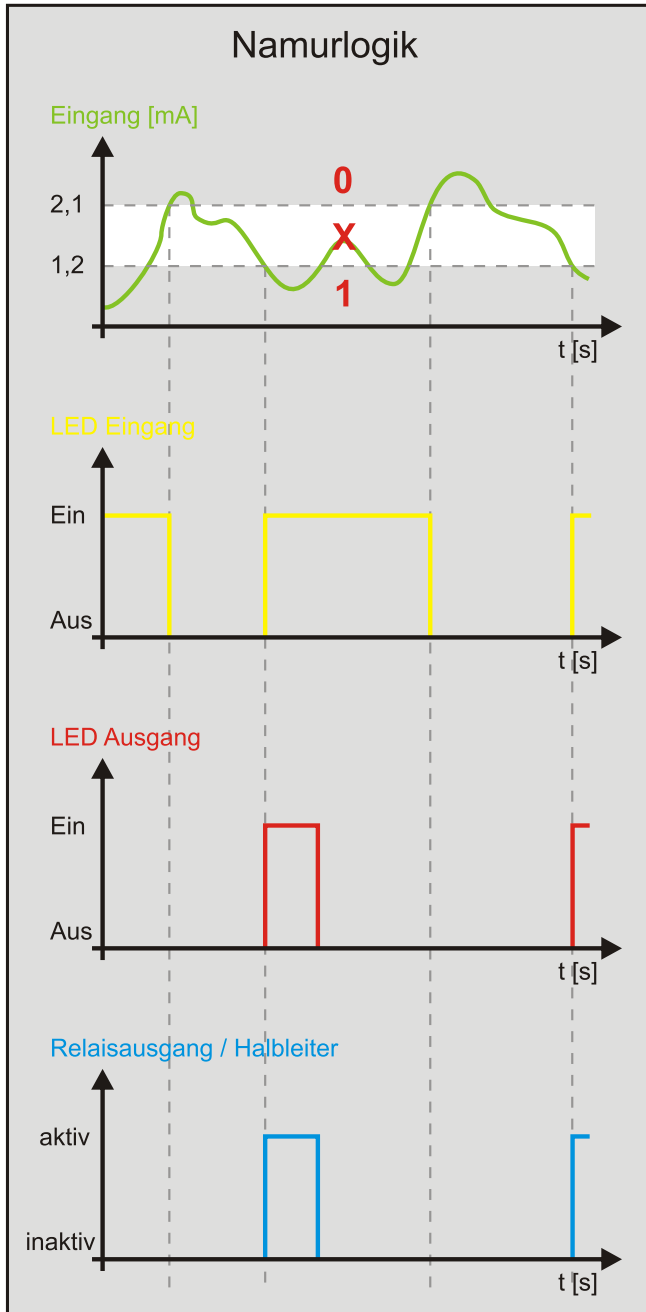 Namurlogik
Eingang [mA]
0
2,1
X
1,2
1
t [s]
LED Eingang
Ein
Aus
t [s]
LED Ausgang
Ein
Aus
t [s]
Relaisausgang / Halbleiter
aktiv
inaktiv
t [s]